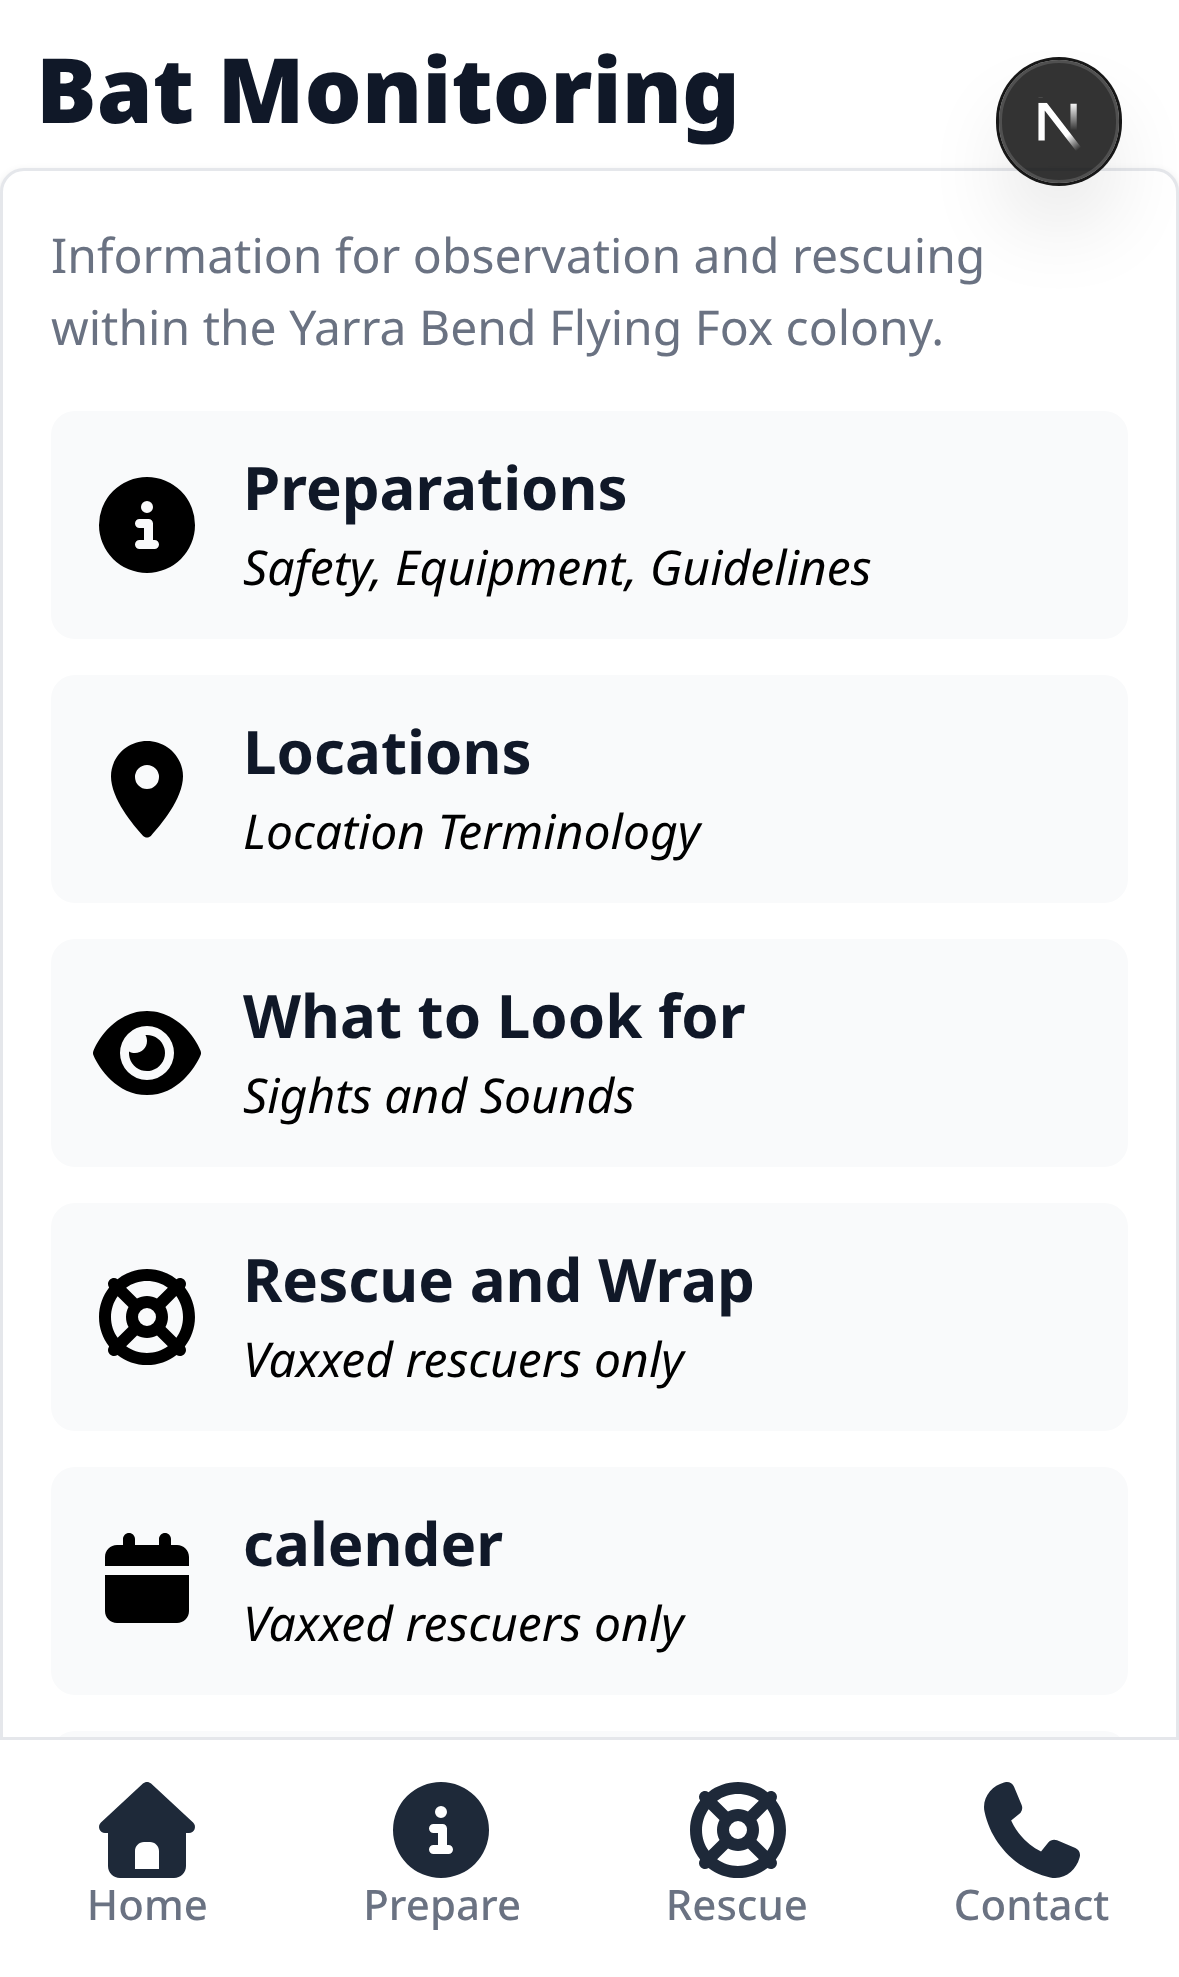 Bat Monitoring
N
Information for observation and rescuing
within the Yarra Bend Flying Fox colony.
Preparations
Safety, Equipment, Guidelines
Locations
Location Terminology
What to Look for
Sights and Sounds
Rescue and Wrap
Vaxxed rescuers only
calender
Vaxxed rescuers only
Home
Prepare
Rescue
Contact